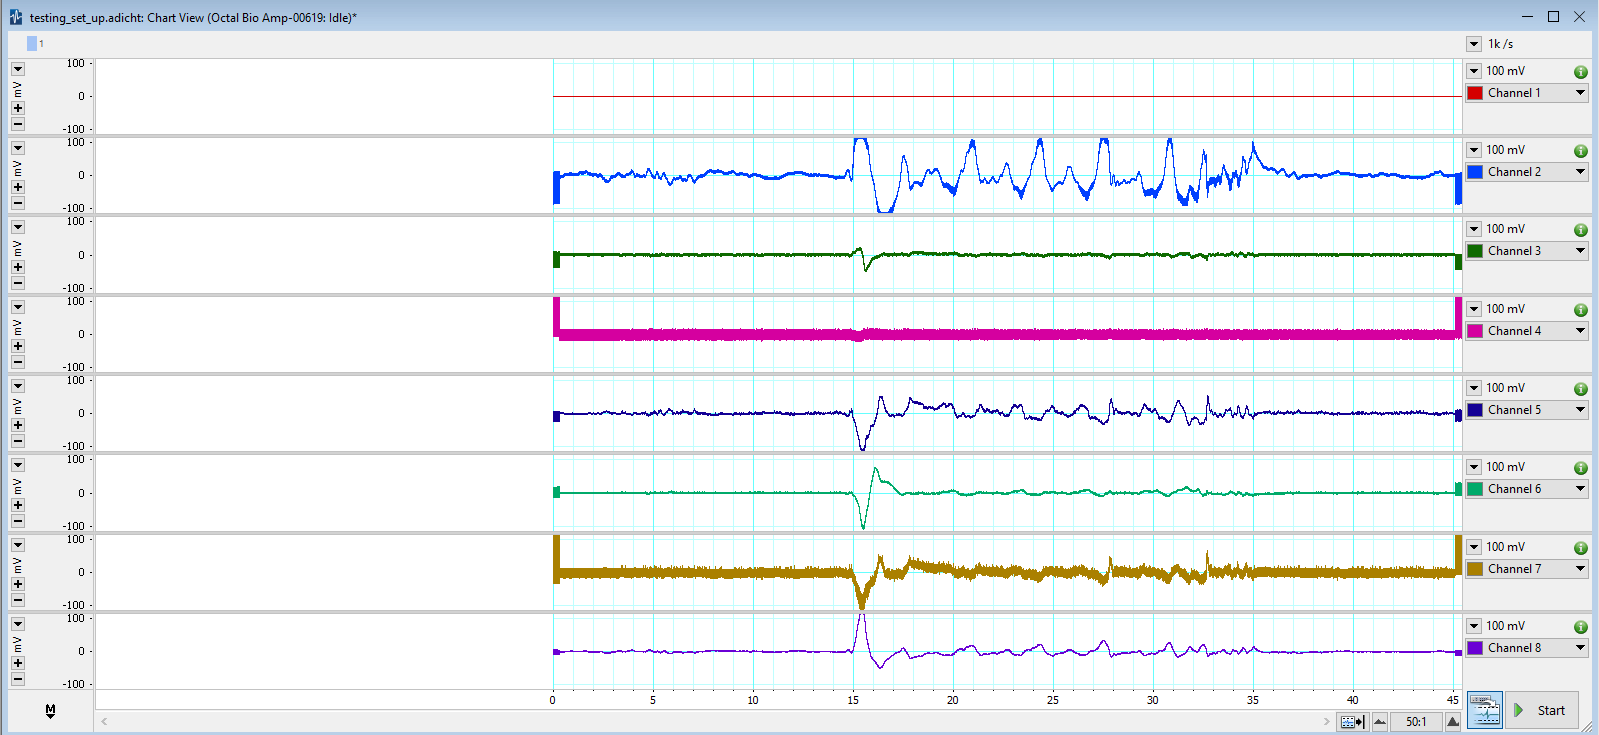 testing_set_up.adicht: Chart View (Octal Bio Amp-00619: Idle)*
1
1k /s
100
mV
0
-100
100 mV
Channel 1
100
mV
0
-100
100 mV
Channel 2
100
mV
0
-100
100 mV
Channel 3
100
mV
0
-100
100 mV
Channel 4
100
mV
0
-100
100 mV
Channel 5
100
mV
0
-100
100 mV
Channel 6
100
mV
0
-100
100 mV
Channel 7
100
mV
0
-100
100 mV
Channel 8
0 5 10 15 20 25 30 35 40 45
M
50:1
Start